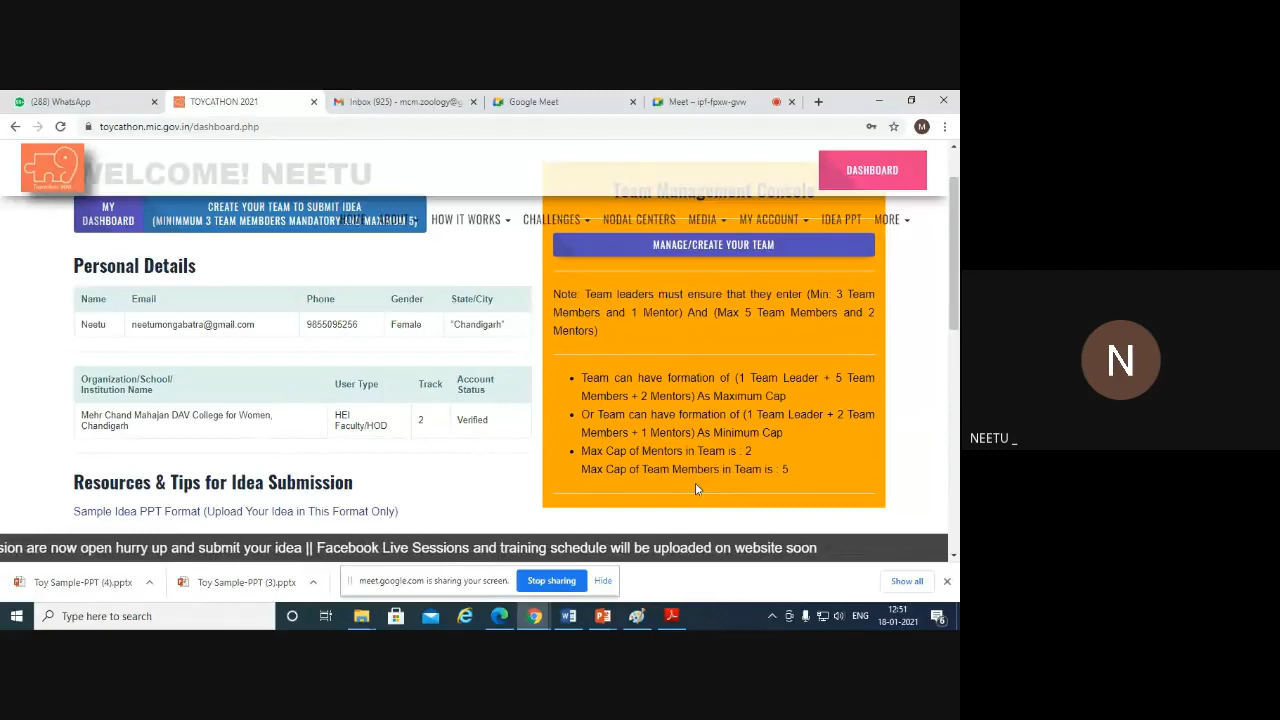 (288) WhatsApp
TOYCATHON 2021
Inbox (925) - mcm.zoology@g
Google Meet
Meet – ipf-fpxw-gvw
toycathon.mic.gov.in/dashboard.php
M
WELCOME! NEETU
DASHBOARD
Team Management Console
MY DASHBOARD
CREATE YOUR TEAM TO SUBMIT IDEA
(MINIMMUM 3 TEAM MEMBDERS MANDATORY AND MAXIMUM 5;
HOW IT WORKS
CHALLENGES
NODAL CENTERS
MEDIA
MY ACCOUNT
IDEA PPT
MORE
MANAGE/CREATE YOUR TEAM
Personal Details
Name Email Phone Gender State/City
Neetu neetumongabatra@gmail.com 9855095256 Female "Chandigarh"
Organization/School/
Institution Name
User Type
Track
Account
Status
Mehr Chand Mahajan DAV College for Women,
Chandigarh
HEI
Faculty/HOD
2
Verified
Note: Team leaders must ensure that they enter (Min: 3 Team
Members and 1 Mentor) And (Max 5 Team Members and 2
Mentors)
Team can have formation of (1 Team Leader + 5 Team
Members + 2 Mentors) As Maximum Cap
Or Team can have formation of (1 Team Leader + 2 Team
Members + 1 Mentors) As Minimum Cap
Max Cap of Mentors in Team is : 2
Max Cap of Team Members in Team is : 5
Resources & Tips for Idea Submission
Sample Idea PPT Format (Upload Your Idea in This Format Only)
sion are now open hurry up and submit your idea || Facebook Live Sessions and training schedule will be uploaded on website soon
Toy Sample-PPT (4).pptx
Toy Sample-PPT (3).pptx
meet.google.com is sharing your screen.
Stop sharing
Hide
Show all
Type here to search
ENG
12:51
18-01-2021
6
N
NEETU _